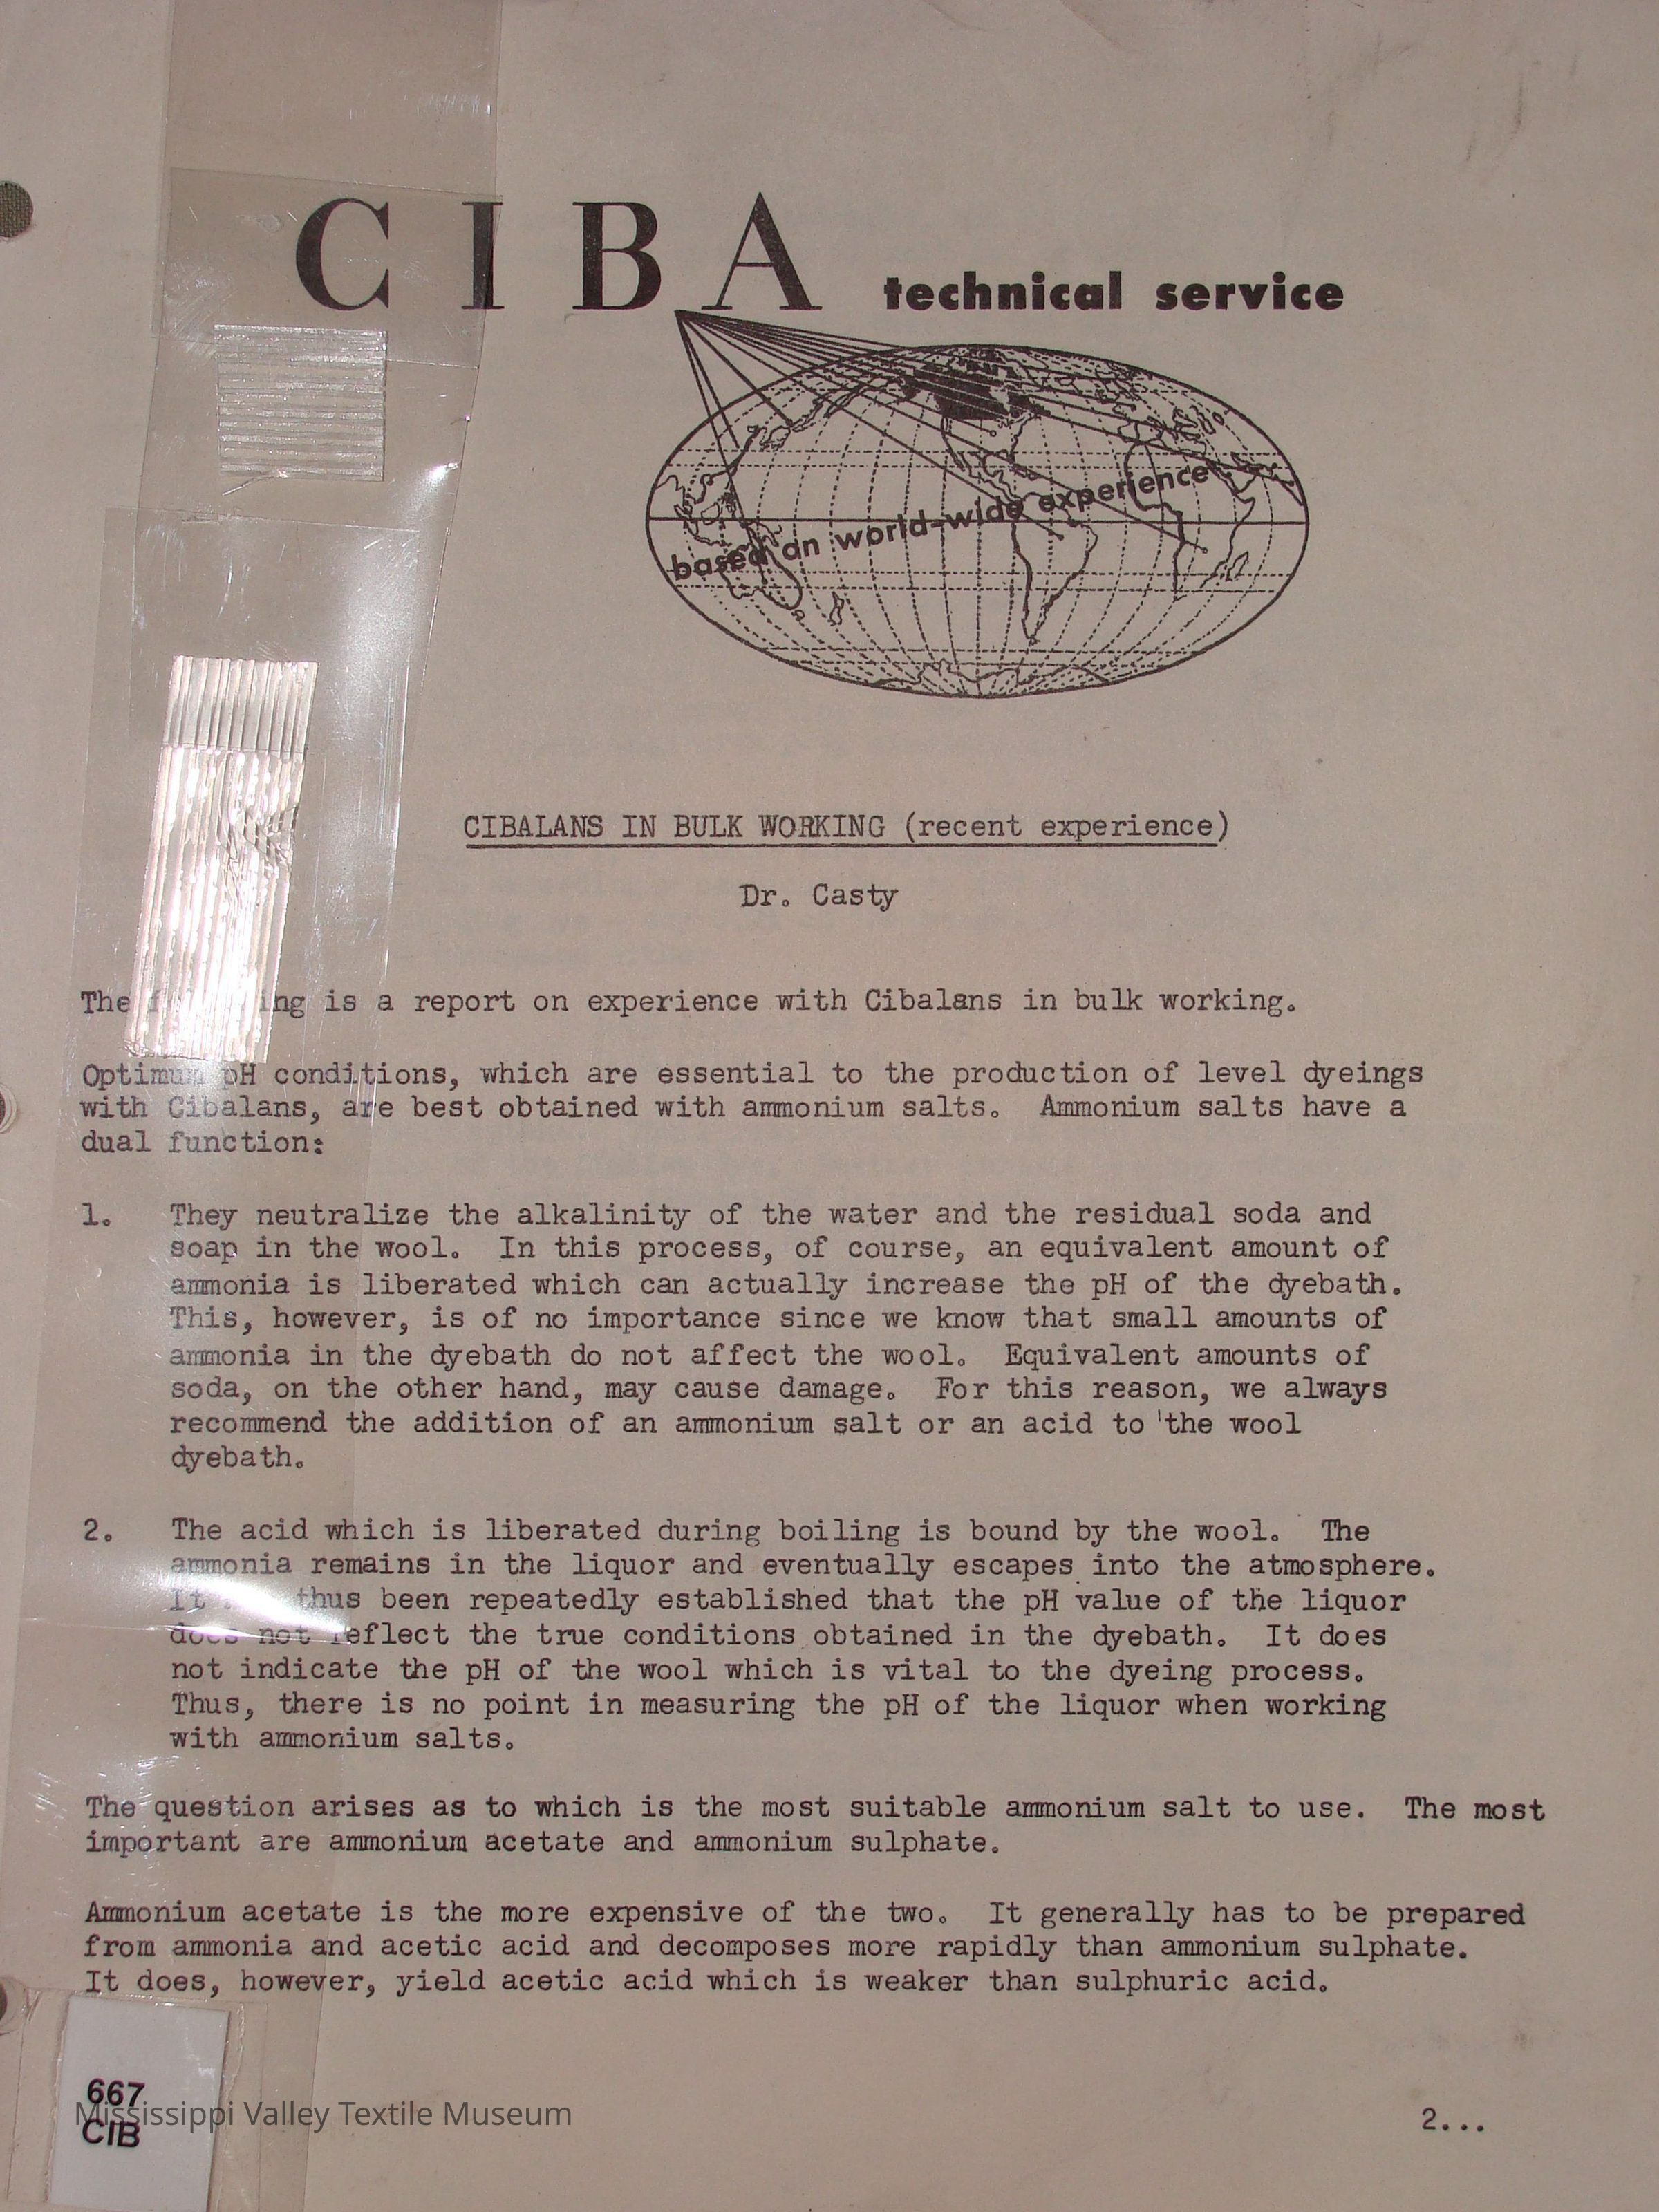 CIBA technical service
based on world-wide experience
CIBALANS IN BULK WORKING (recent experience)
Dr. Casty
The is a report on experience with Cibalans in bulk working.
Optimum pH conditions, which are essential to the production of level dyeings
with Cibalans, are best obtained with ammonium salts. Ammonium salts have a
dual function:
1. They neutralize the alkalinity of the water and the residual soda and
soap in the wool. In this process, of course, an equivalent amount of
ammonia is liberated which can actually increase the pH of the dyebath.
This, however, is of no importance since we know that small amounts of
ammonia in the dyebath do not affect the wool. Equivalent amounts of
soda, on the other hand, may cause damage. For this reason, we always
recommend the addition of an ammonium salt or an acid to 'the wool
dyebath.
2. The acid which is liberated during boiling is bound by the wool. The
ammonia remains in the liquor and eventually escapes into the atmosphere.
It thus been repeatedly established that the pH value of the liquor
does not reflect the true conditions obtained in the dyebath. It does
not indicate the pH of the wool which is vital to the dyeing process.
Thus, there is no point in measuring the pH of the liquor when working
with ammonium salts.
The question arises as to which is the most suitable ammonium salt to use. The most
important are ammonium acetate and ammonium sulphate.
Ammonium acetate is the more expensive of the two. It generally has to be prepared
from ammonia and acetic acid and decomposes more rapidly than ammonium sulphate.
It does, however, yield acetic acid which is weaker than sulphuric acid.
667
CIB
Mississippi Valley Textile Museum
2...